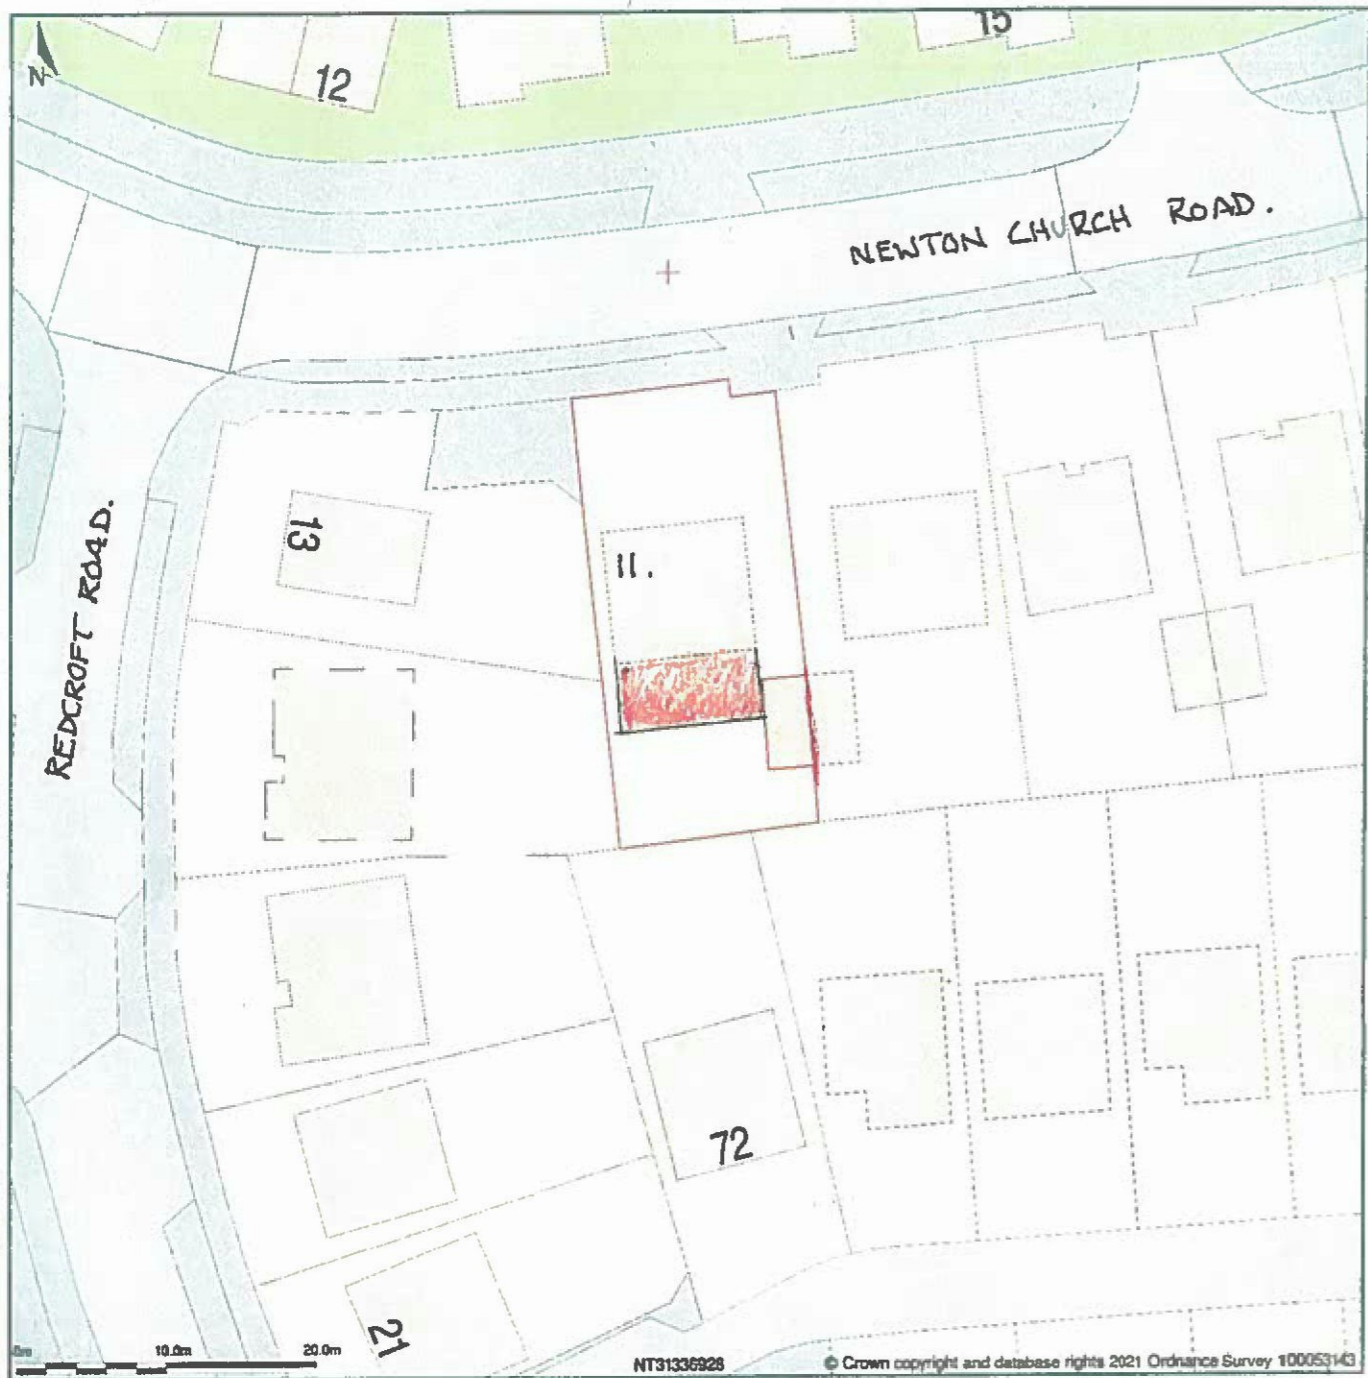 15
12
N
NEWTON CHURCH ROAD.
13
11.
REDCROFT ROAD.
72
21
0m 10.0m 20.0m
NT31336928
© Crown copyright and database rights 2021 Ordnance Survey 100053143